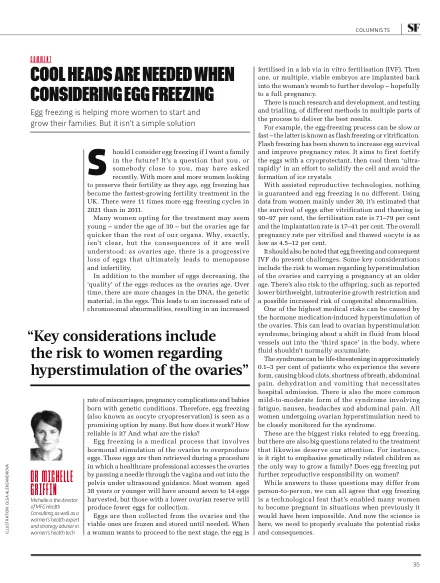 COLUMNISTS
SF
COMMENT
COOL HEADS ARE NEEDED WHEN
CONSIDERING EGG FREEZING
Egg freezing is helping more women to start and
grow their families. But it isn't a simple solution
Should I consider egg freezing if I want a family
in the future? It's a question that you, or
somebody close to you, may have asked
recently. With more and more women looking
to preserve their fertility as they age, egg freezing has
become the fastest-growing fertility treatment in the
UK. There were 11 times more egg freezing cycles in
2021 than in 2011.
Many women opting for the treatment may seem
young – under the age of 30 – but the ovaries age far
quicker than the rest of our organs. Why, exactly,
isn't clear, but the consequences of it are well
understood: as ovaries age, there is a progressive
loss of eggs that ultimately leads to menopause
and infertility.
In addition to the number of eggs decreasing, the
'quality' of the eggs reduces as the ovaries age. Over
time, there are more changes to the DNA, the genetic
material, in the eggs. This leads to an increased rate of
chromosomal abnormalities, resulting in an increased
"Key considerations include
the risk to women regarding
hyperstimulation of the ovaries"
rate of miscarriages, pregnancy complications and babies
born with genetic conditions. Therefore, egg freezing
(also known as oocyte cryopreservation) is seen as a
promising option by many. But how does it work? How
reliable is it? And what are the risks?
Egg freezing is a medical process that involves
hormonal stimulation of the ovaries to overproduce
eggs. These eggs are then retrieved during a procedure
in which a healthcare professional accesses the ovaries
by passing a needle through the vagina and out into the
pelvis under ultrasound guidance. Most women aged
38 years or younger will have around seven to 14 eggs
harvested, but those with a lower ovarian reserve will
produce fewer eggs for collection.
Eggs are then collected from the ovaries and the
viable ones are frozen and stored until needed. When
a woman wants to proceed to the next stage, the egg is
DR MICHELLE
GRIFFIN
Michelle is the director
of MFG Health
Consulting, as well as a
women's health expert
and strategy advisor in
women's health tech
ILLUSTRATION: OLGA ALEKSANDROVA
fertilised in a lab via in vitro fertilisation (IVF). Then
one, or multiple, viable embryos are implanted back
into the woman's womb to further develop – hopefully
to a full pregnancy.
There is much research and development, and testing
and trialling, of different methods in multiple parts of
the process to deliver the best results.
For example, the egg-freezing process can be slow or
fast – the latter is known as flash freezing or vitrification.
Flash freezing has been shown to increase egg survival
and improve pregnancy rates. It aims to first fortify
the eggs with a cryoprotectant, then cool them 'ultra-
rapidly' in an effort to solidify the cell and avoid the
formation of ice crystals.
With assisted reproductive technologies, nothing
is guaranteed and egg freezing is no different. Using
data from women mainly under 30, it's estimated that
the survival of eggs after vitrification and thawing is
90–97 per cent, the fertilisation rate is 71–79 per cent
and the implantation rate is 17–41 per cent. The overall
pregnancy rate per vitrified and thawed oocyte is as
low as 4.5–12 per cent.
It should also be noted that egg freezing and consequent
IVF do present challenges. Some key considerations
include the risk to women regarding hyperstimulation
of the ovaries and carrying a pregnancy at an older
age. There's also risk to the offspring, such as reported
lower birthweight, intrauterine growth restriction and
a possible increased risk of congenital abnormalities.
One of the highest medical risks can be caused by
the hormone medication-induced hyperstimulation of
the ovaries. This can lead to ovarian hyperstimulation
syndrome, bringing about a shift in fluid from blood
vessels out into the 'third space' in the body, where
fluid shouldn't normally accumulate.
The syndrome can be life-threatening in approximately
0.1–3 per cent of patients who experience the severe
form, causing blood clots, shortness of breath, abdominal
pain, dehydration and vomiting that necessitates
hospital admission. There is also the more common
mild-to-moderate form of the syndrome involving
fatigue, nausea, headaches and abdominal pain. All
women undergoing ovarian hyperstimulation need to
be closely monitored for the syndrome.
These are the biggest risks related to egg freezing,
but there are also big questions related to the treatment
that likewise deserve our attention. For instance,
is it right to emphasise genetically related children as
the only way to grow a family? Does egg freezing put
further reproductive responsibility on women?
While answers to these questions may differ from
person-to-person, we can all agree that egg freezing
is a technological feat that's enabled many women
to become pregnant in situations when previously it
would have been impossible. And now the science is
here, we need to properly evaluate the potential risks
and consequences.
35